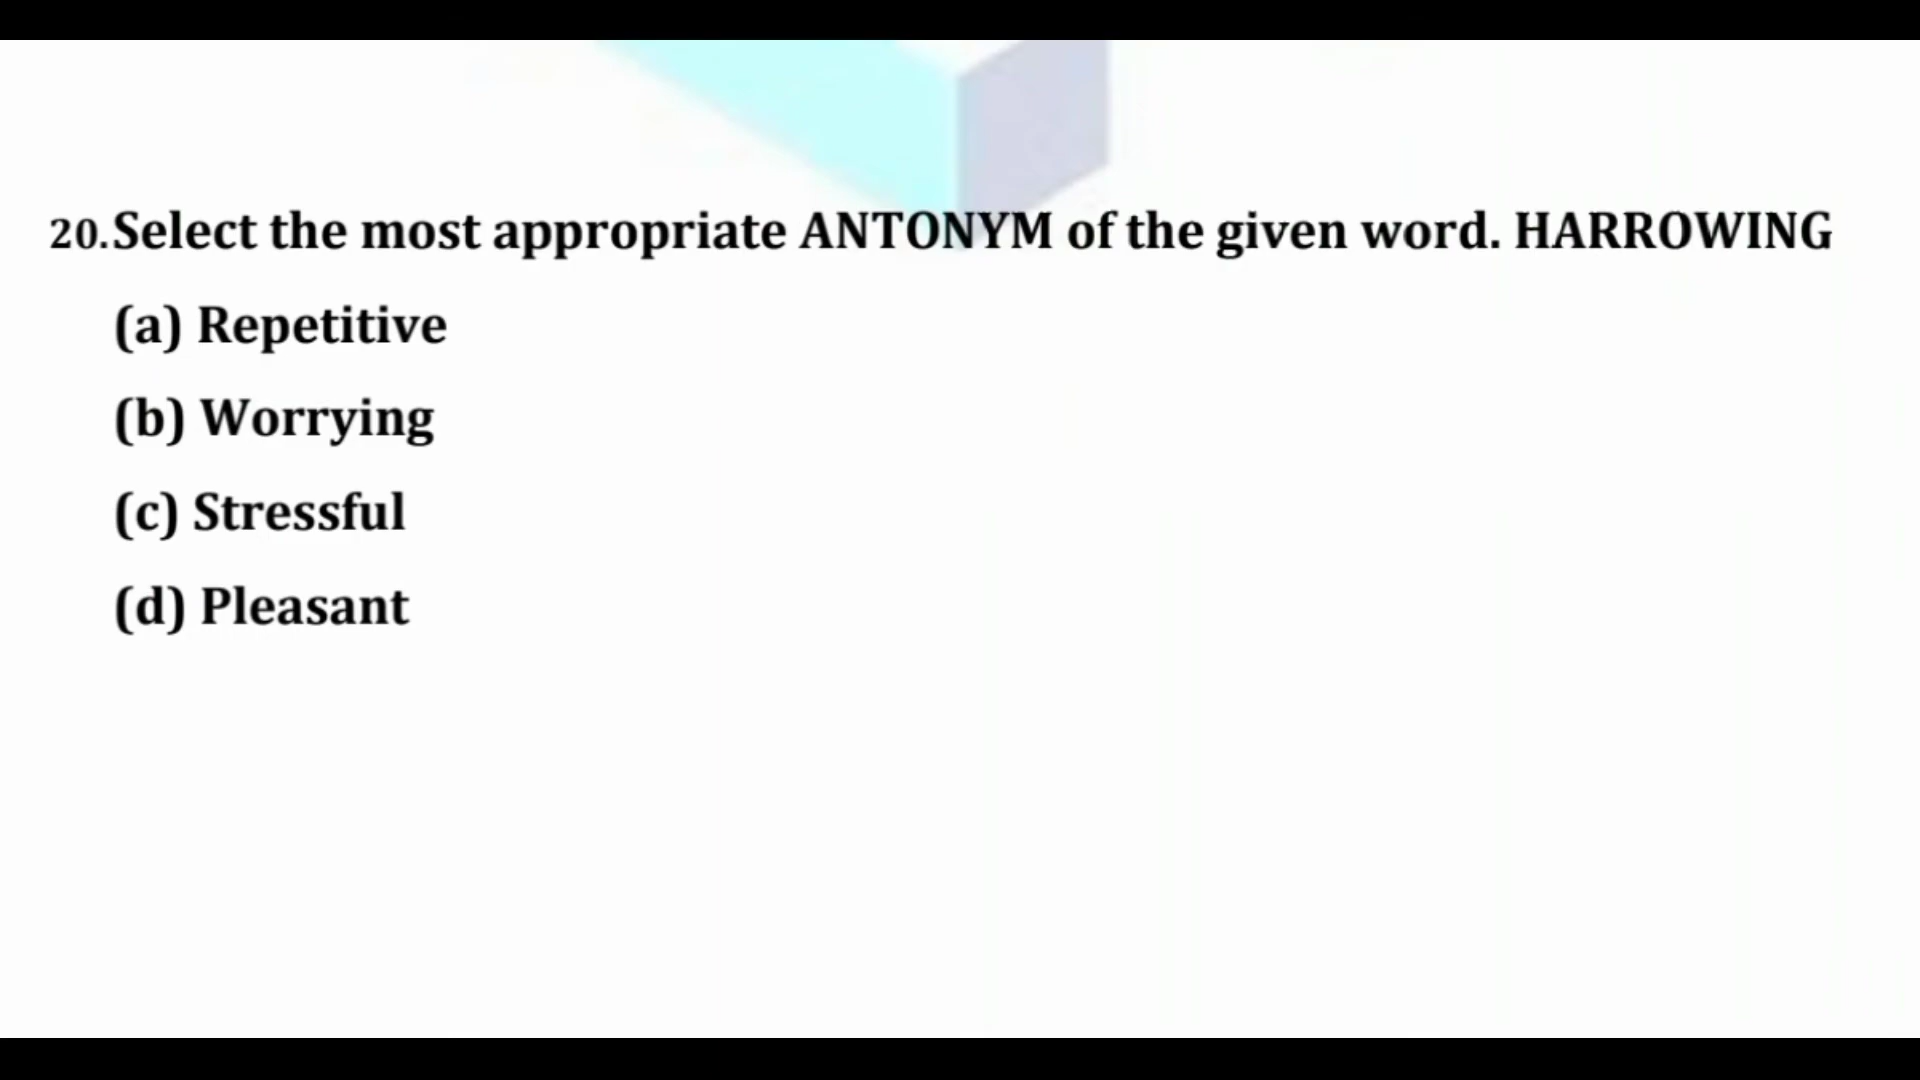 20.Select the most appropriate ANTONYM of the given word. HARROWING
(a) Repetitive
(b) Worrying
(c) Stressful
(d) Pleasant